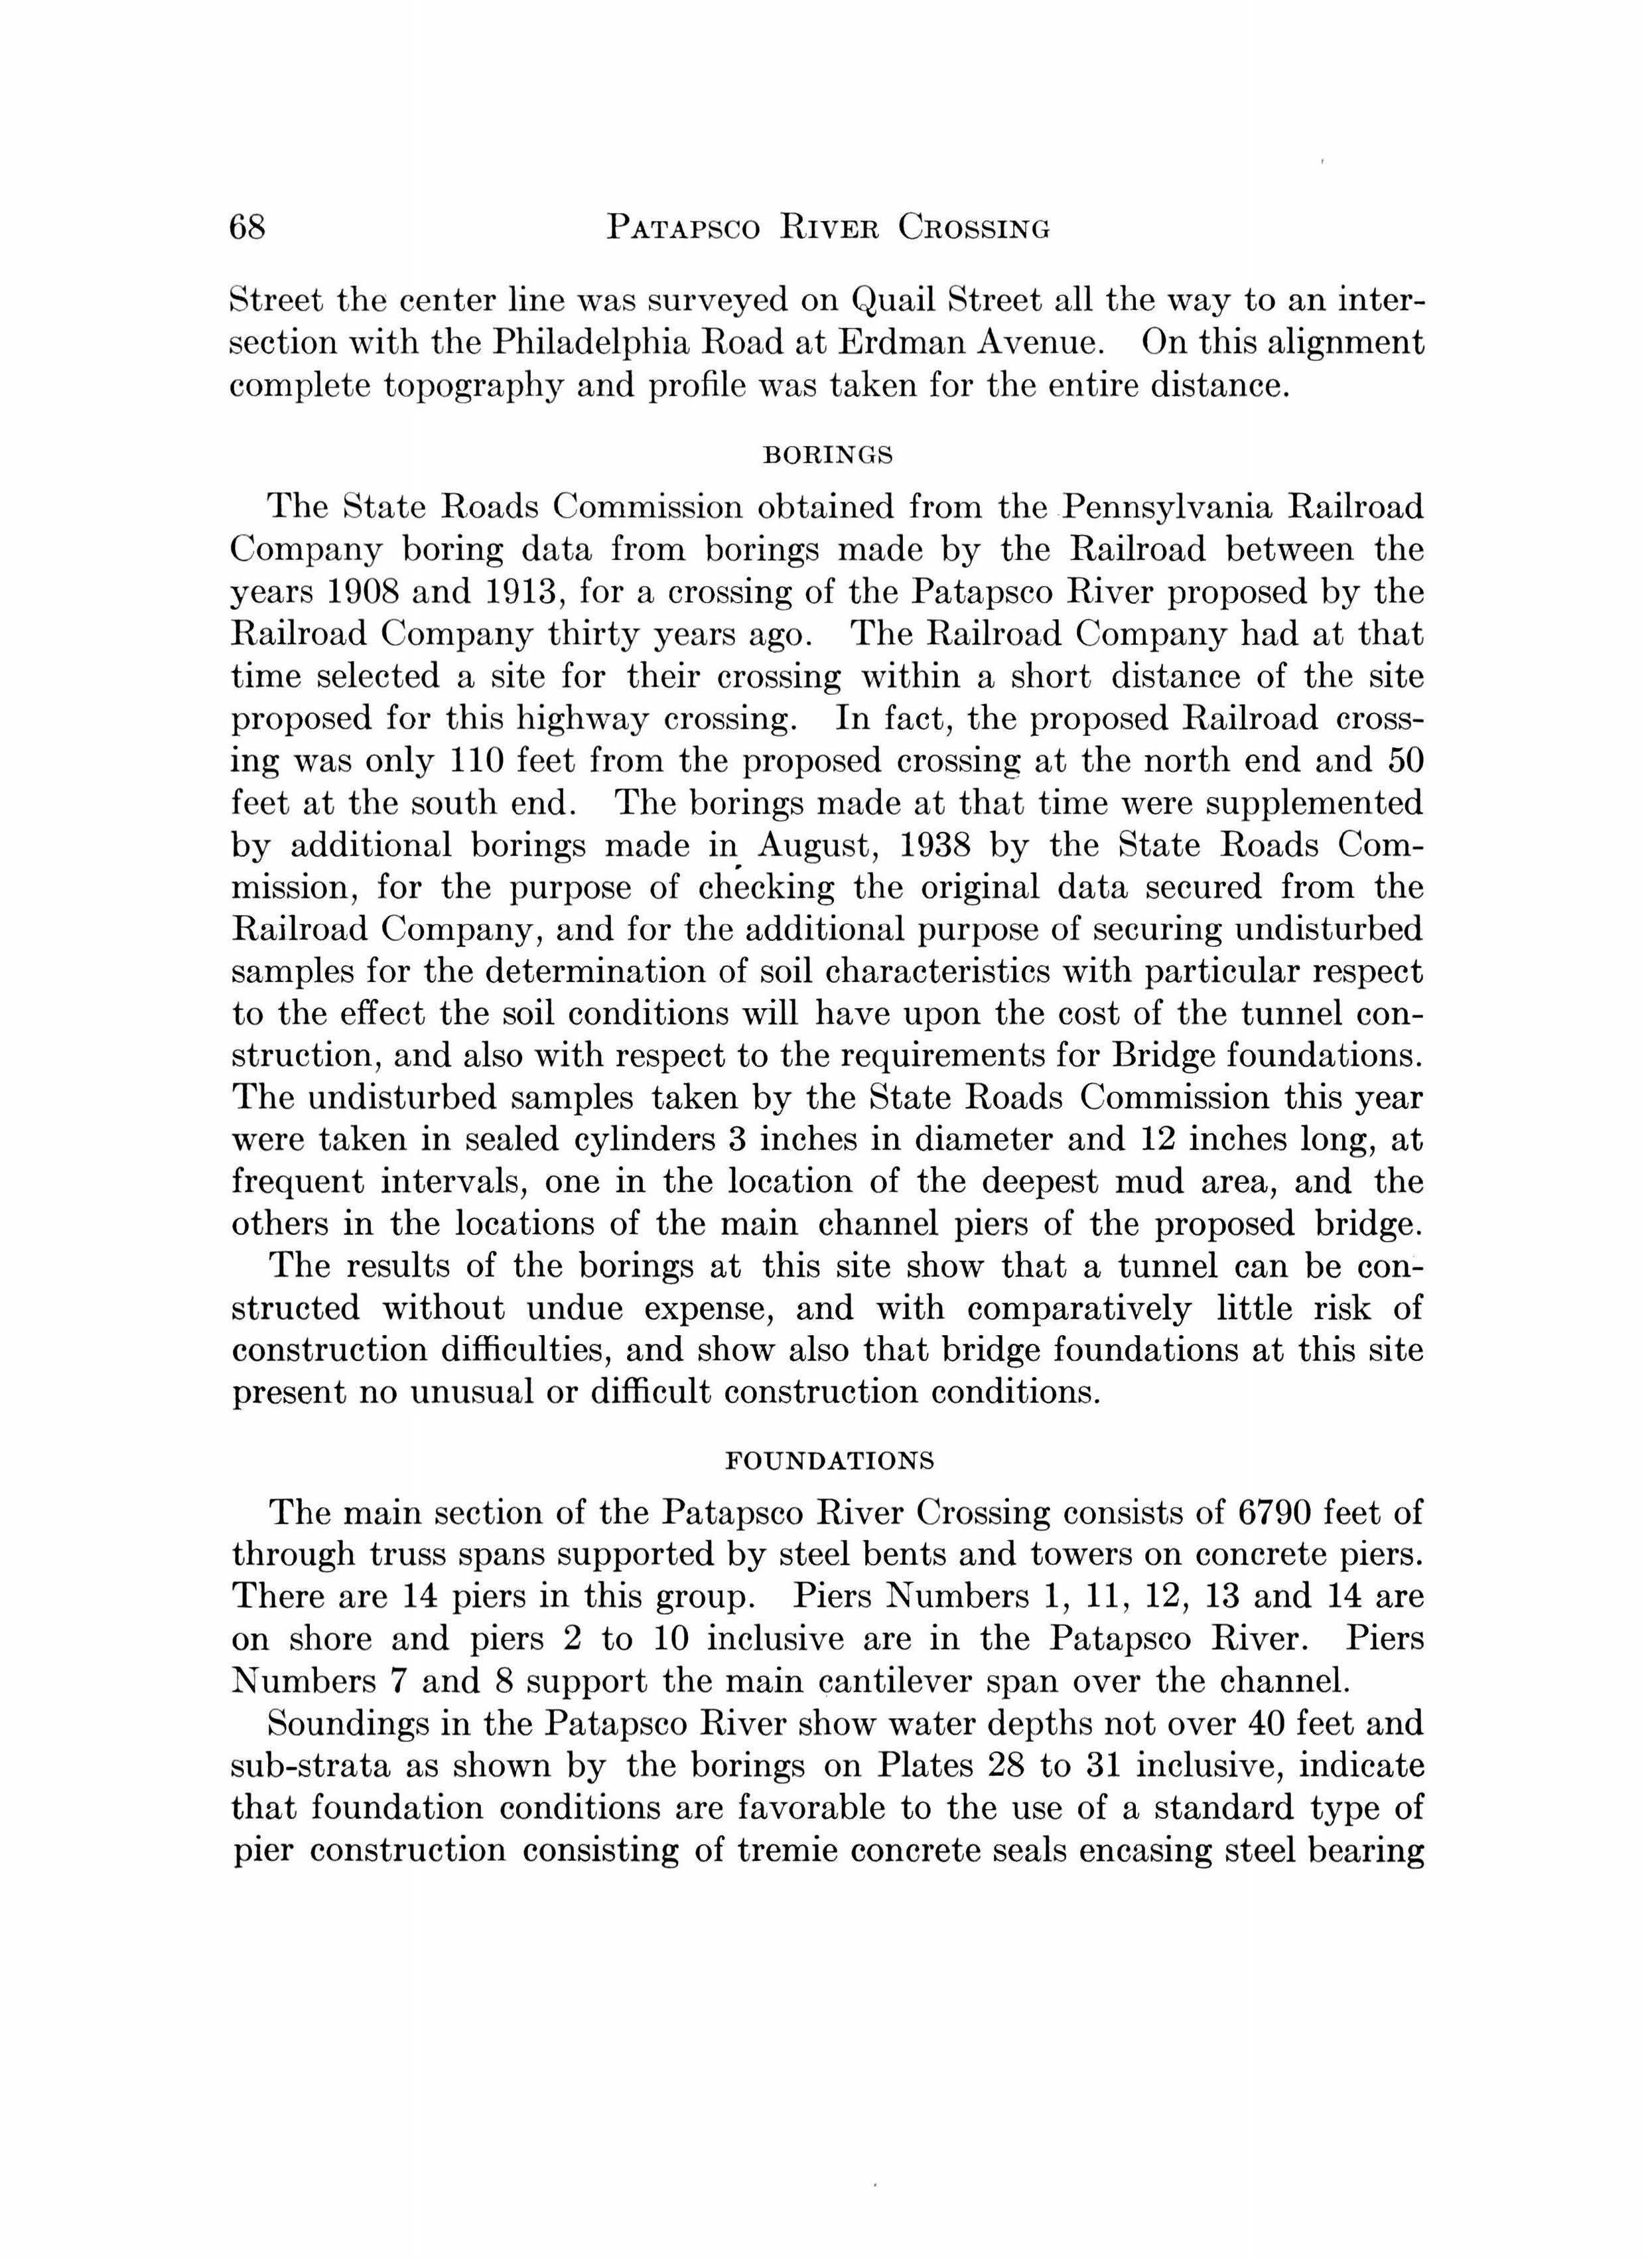 68 PATAPSCO RIVER CROSSING
Street the center line was surveyed on Quail Street all the way to an inter-
section with the Philadelphia Road at Erdman Avenue. On this alignment
complete topography and profile was taken for the entire distance.
BORINGS
The State Roads Commission obtained from the Pennsylvania Railroad
Company boring data from borings made by the Railroad between the
years 1908 and 1913, for a crossing of the Patapsco River proposed by the
Railroad Company thirty years ago. The Railroad Company had at that
time selected a site for their crossing within a short distance of the site
proposed for this highway crossing. In fact, the proposed Railroad cross-
ing was only 110 feet from the proposed crossing at the north end and 50
feet at the south end. The borings made at that time were supplemented
by additional borings made in August, 1938 by the State Roads Com-
mission, for the purpose of checking the original data secured from the
Railroad Company, and for the additional purpose of securing undisturbed
samples for the determination of soil characteristics with particular respect
to the effect the soil conditions will have upon the cost of the tunnel con-
struction, and also with respect to the requirements for Bridge foundations.
The undisturbed samples taken by the State Roads Commission this year
were taken in sealed cylinders 3 inches in diameter and 12 inches long, at
frequent intervals, one in the location of the deepest mud area, and the
others in the locations of the main channel piers of the proposed bridge.
The results of the borings at this site show that a tunnel can be con-
structed without undue expense, and with comparatively little risk of
construction difficulties, and show also that bridge foundations at this site
present no unusual or difficult construction conditions.
FOUNDATIONS
The main section of the Patapsco River Crossing consists of 6790 feet of
through truss spans supported by steel bents and towers on concrete piers.
There are 14 piers in this group. Piers Numbers 1, 11, 12, 13 and 14 are
on shore and piers 2 to 10 inclusive are in the Patapsco River. Piers
Numbers 7 and 8 support the main cantilever span over the channel.
Soundings in the Patapsco River show water depths not over 40 feet and
sub-strata as shown by the borings on Plates 28 to 31 inclusive, indicate
that foundation conditions are favorable to the use of a standard type of
pier construction consisting of tremie concrete seals encasing steel bearing